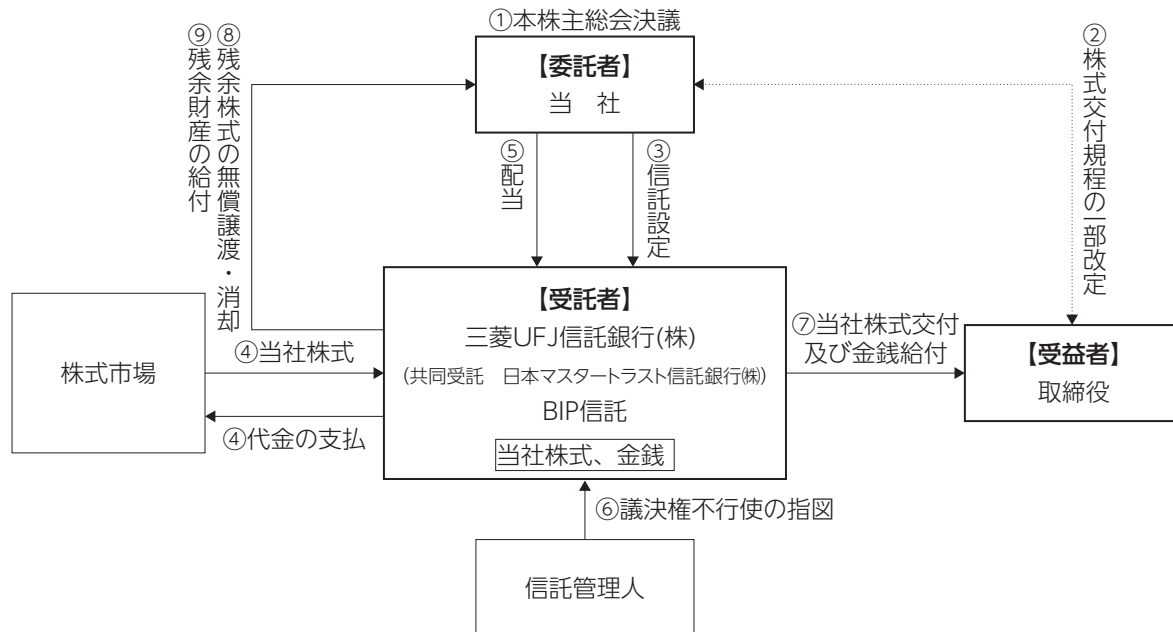 ①本株主総会決議
【委託者】
当　社
⑨残余財産の給付
⑧残余株式の無償譲渡・消却
②株式交付規程の一部改定
⑤配当
③信託設定
【受託者】
三菱UFJ信託銀行(株)
(共同受託　日本マスタートラスト信託銀行㈱)
BIP信託
当社株式、金銭
株式市場
④当社株式
④代金の支払
⑦当社株式交付
及び金銭給付
【受益者】
取締役
⑥議決権不行使の指図
信託管理人